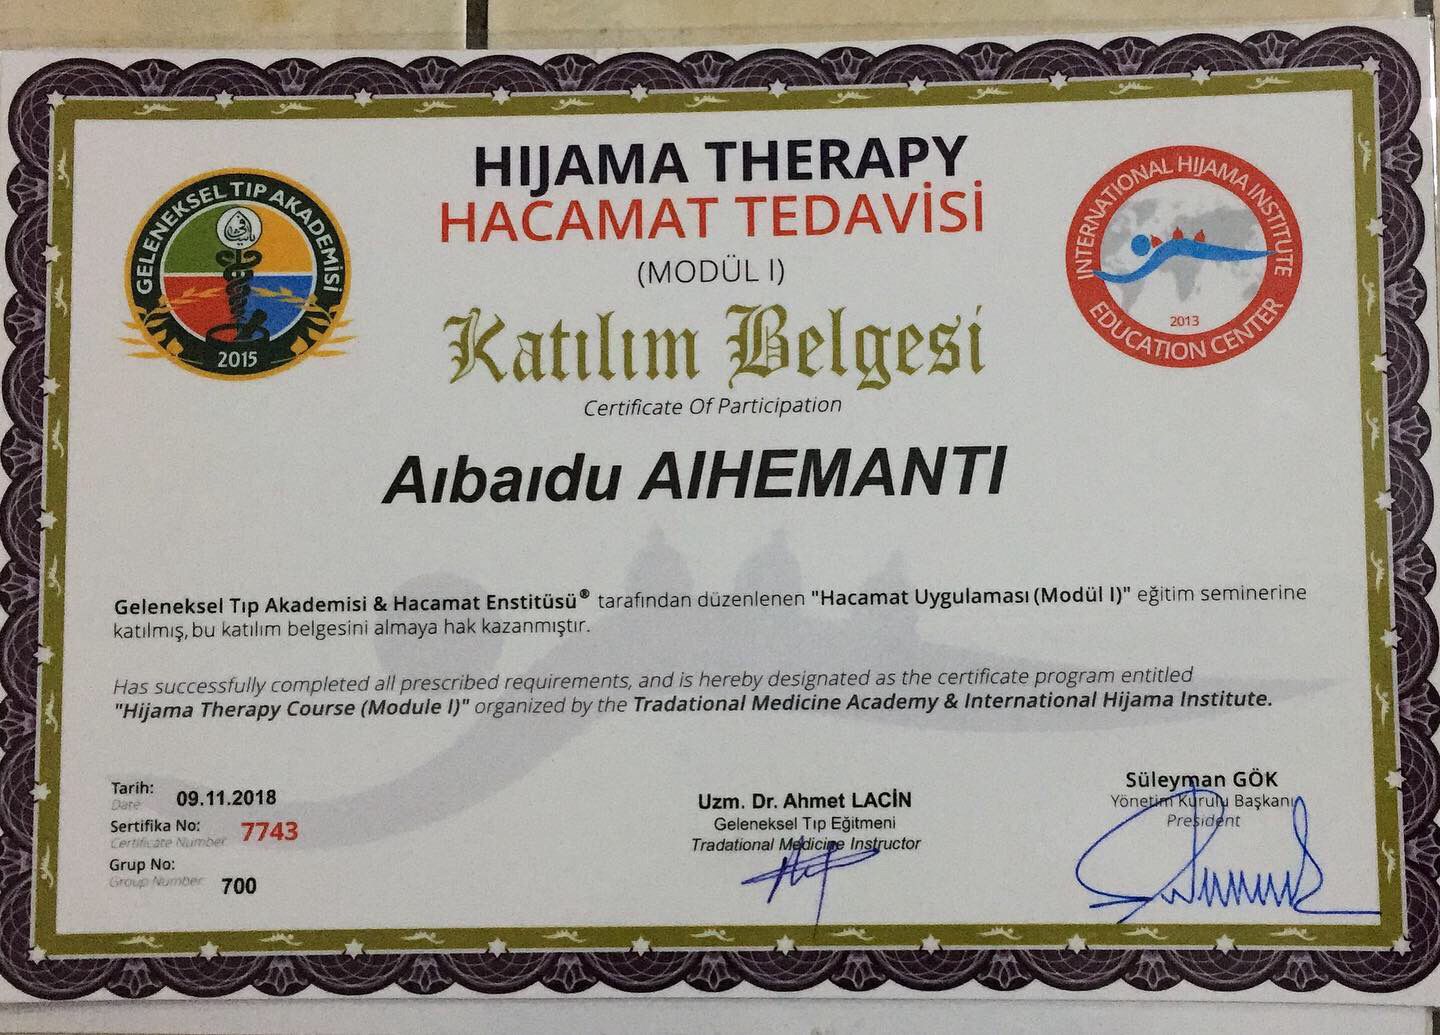 GELENEKSEL TIP AKADEMİSİ
2015
HIJAMA THERAPY
HACAMAT TEDAVİSİ
(MODÜL I)
Katılım Belgesi
Certificate Of Participation
INTERNATIONAL HIJAMA INSTITUTE
2013
EDUCATION CENTER
Aıbaıdu AIHEMANTI
Geleneksel Tıp Akademisi & Hacamat Enstitüsü® tarafından düzenlenen "Hacamat Uygulaması (Modül I)" eğitim seminerine
katılmış, bu katılım belgesini almaya hak kazanmıştır.
Has successfully completed all prescribed requirements, and is hereby designated as the certificate program entitled
"Hijama Therapy Course (Module I)" organized by the Tradational Medicine Academy & International Hijama Institute.
Tarih:
Date
09.11.2018
Sertifika No:
Certificate Number
7743
Grup No:
Group Number
700
Uzm. Dr. Ahmet LACİN
Geleneksel Tıp Eğitmeni
Tradational Medicine Instructor
Süleyman GÖK
Yönetim Kurulu Başkanı
President